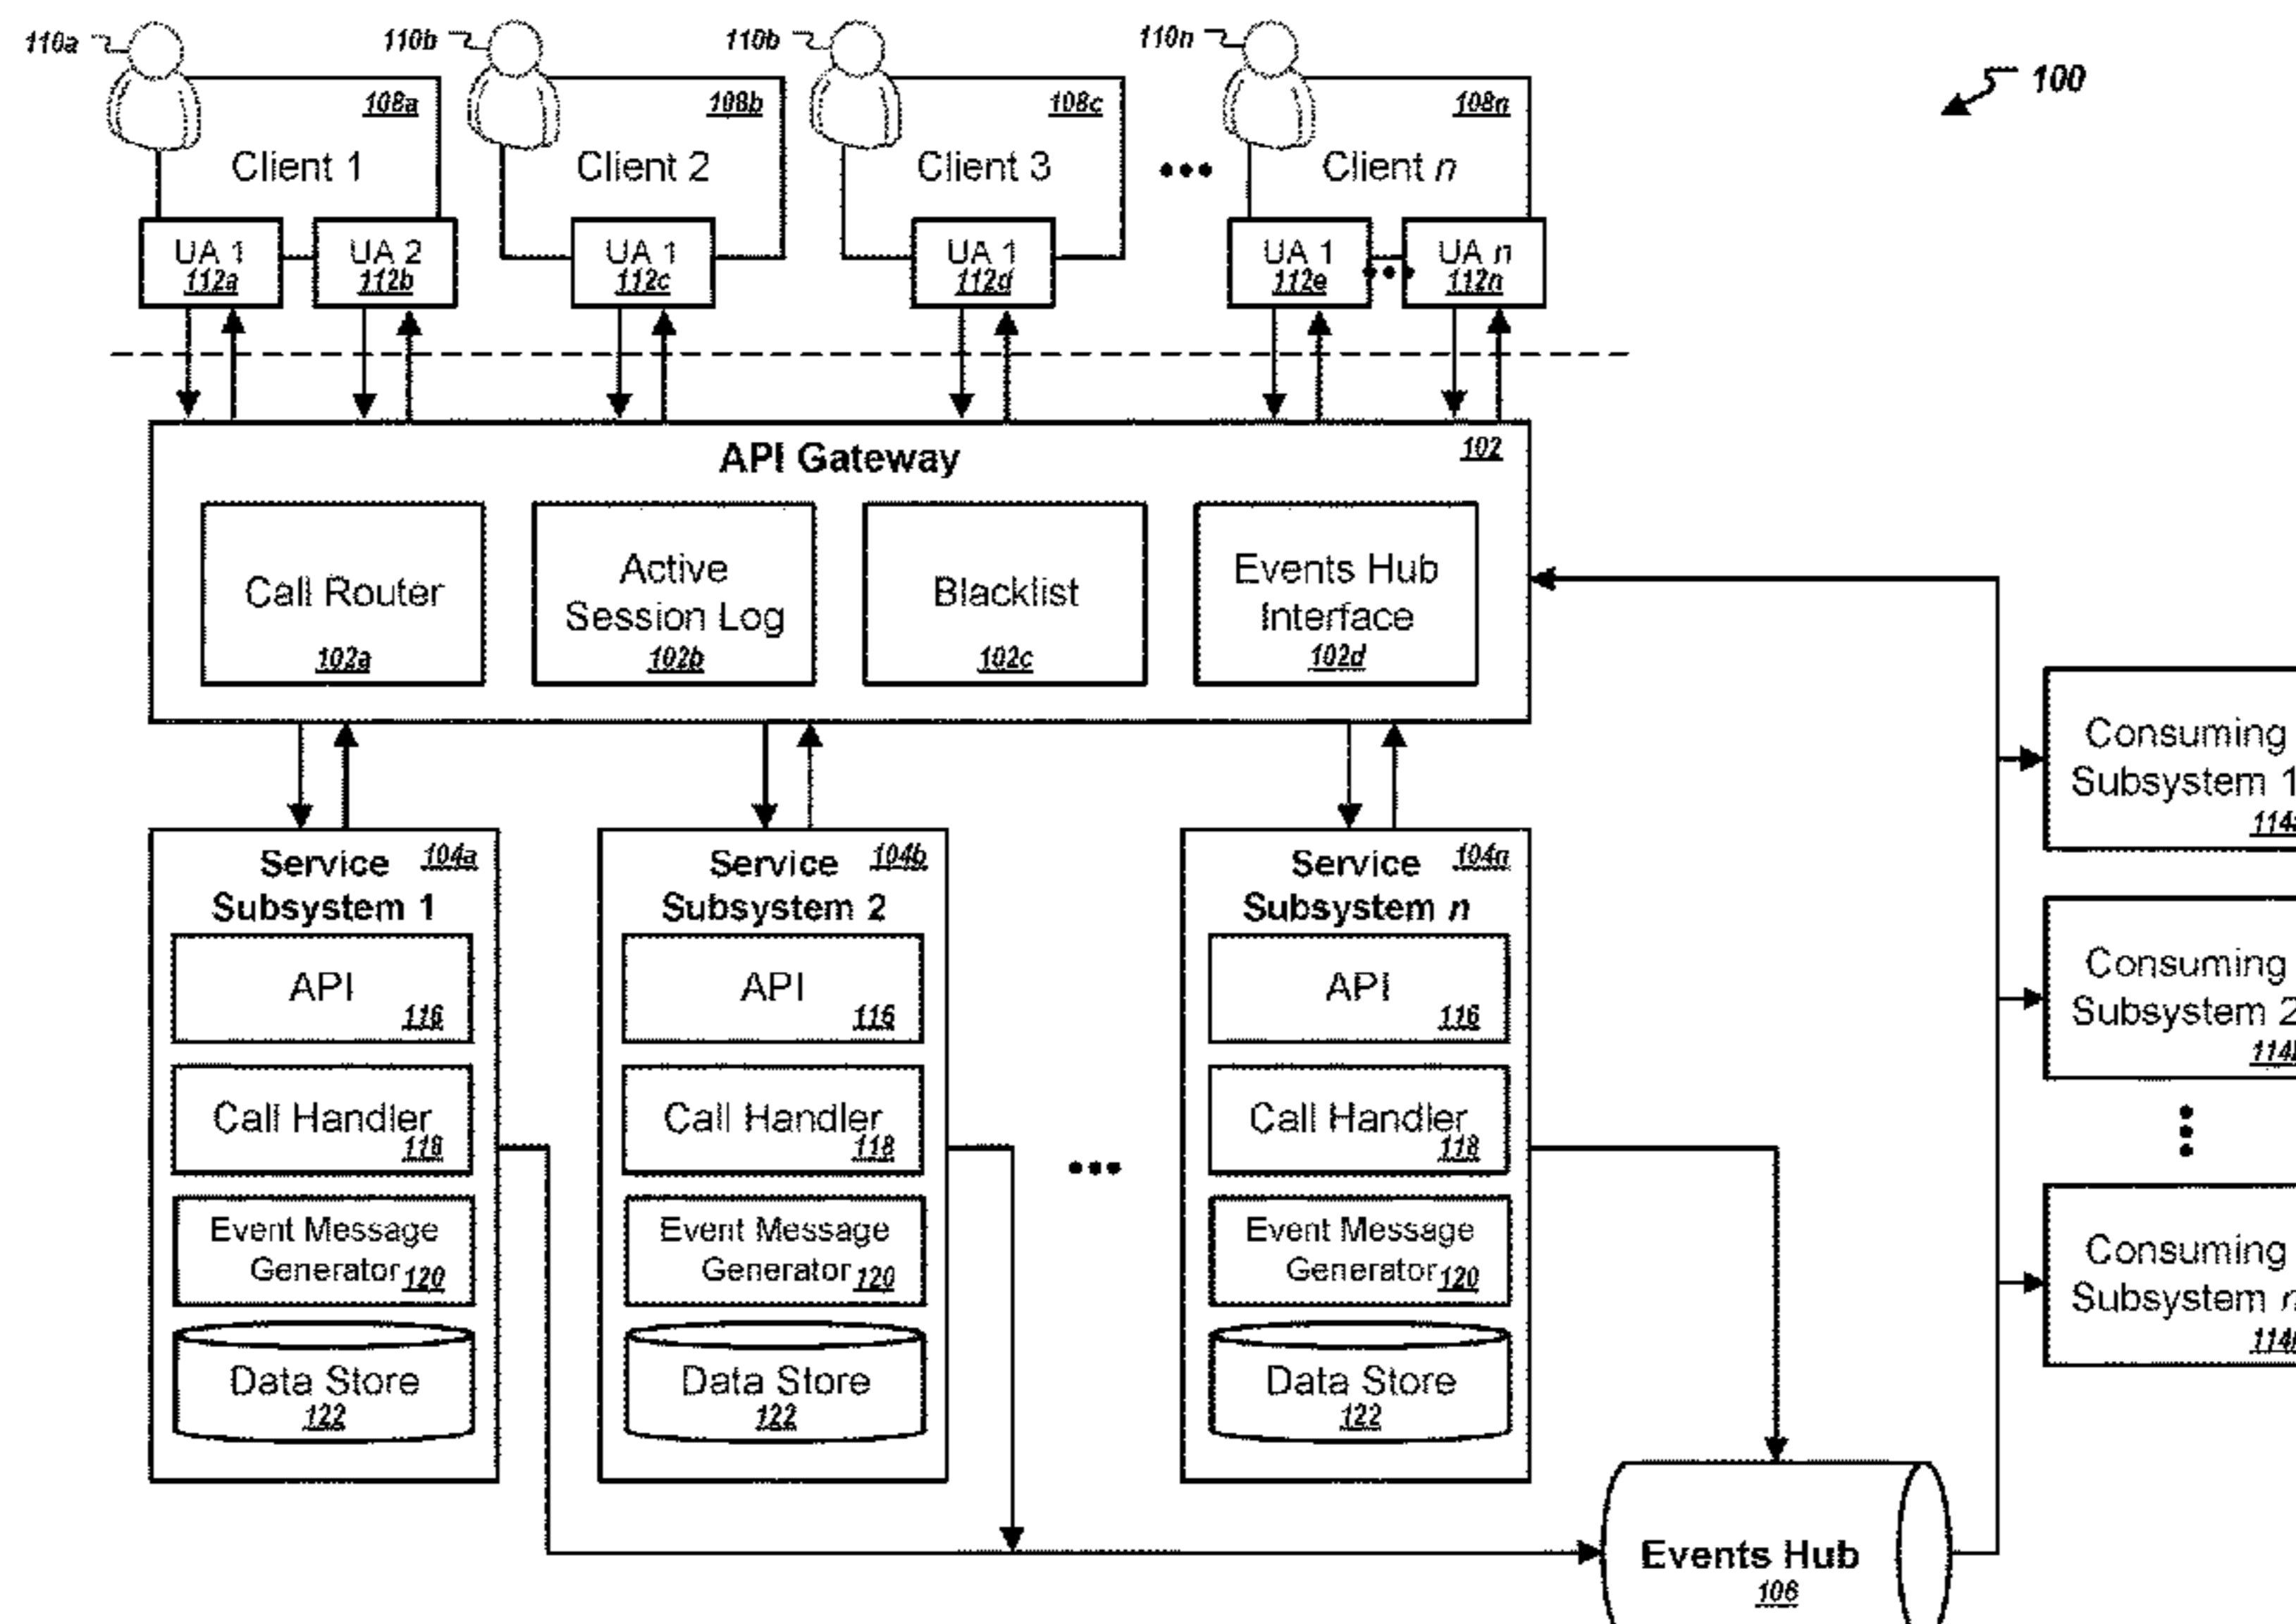 110a
110b
110b
110n
100
108a
108b
108c
108n
Client 1
Client 2
Client 3
Client n
UA 1
112a
UA 2
112b
UA 1
112c
UA 1
112d
UA 1
112e
UA n
112n
API Gateway
102
Call Router
102a
Active
Session Log
102b
Blacklist
102c
Events Hub
Interface
102d
Service
Subsystem 1
104a
API
116
Call Handler
118
Event Message
Generator 120
Data Store
122
Service
Subsystem 2
104b
API
116
Call Handler
118
Event Message
Generator 120
Data Store
122
Service
Subsystem n
104n
API
116
Call Handler
118
Event Message
Generator 120
Data Store
122
Consuming
Subsystem 1
Consuming
Subsystem 2
Consuming
Subsystem n
Events Hub
106